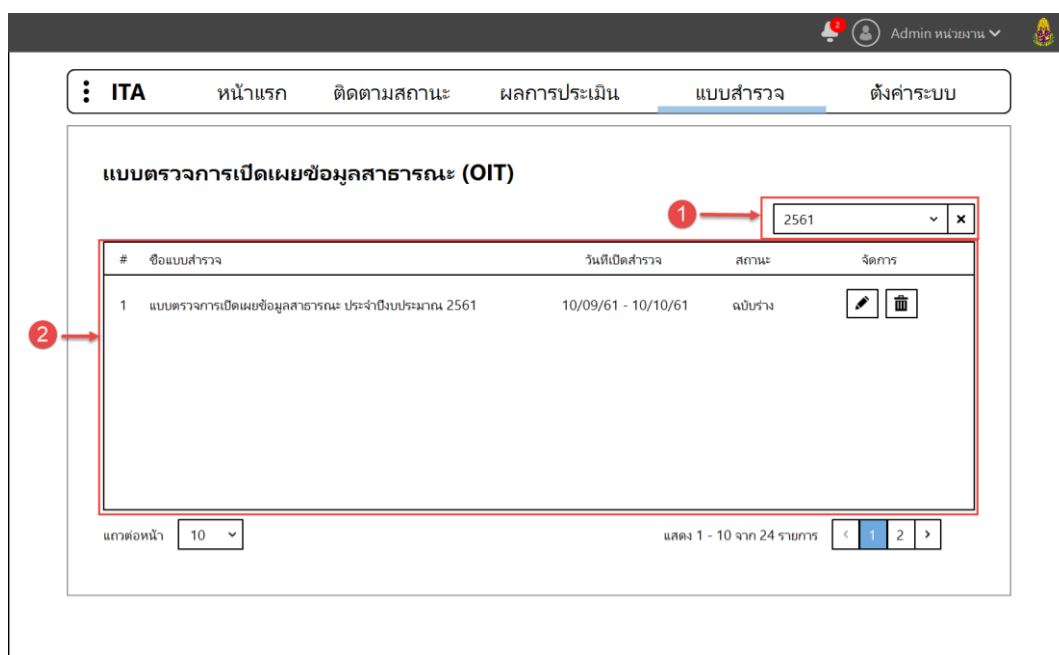 2
Admin หน่วยงาน
ITA หน้าแรก ติดตามสถานะ ผลการประเมิน แบบสำรวจ ตั้งค่าระบบ
แบบตรวจการเปิดเผยข้อมูลสาธารณะ (OIT)
1 2561
# ชื่อแบบสำรวจ วันที่เปิดสำรวจ สถานะ จัดการ
1 แบบตรวจการเปิดเผยข้อมูลสาธารณะ ประจำปีงบประมาณ 2561 10/09/61 - 10/10/61 ฉบับร่าง
2
แถวต่อหน้า 10 แสดง 1 - 10 จาก 24 รายการ < 1 2 >